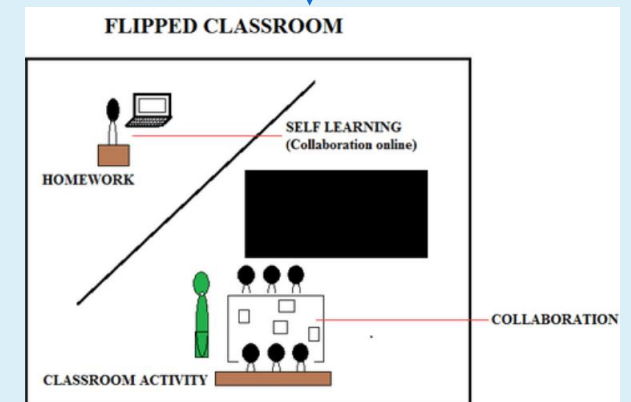 FLIPPED CLASSROOM
SELF LEARNING
(Collaboration online)
HOMEWORK
COLLABORATION
CLASSROOM ACTIVITY